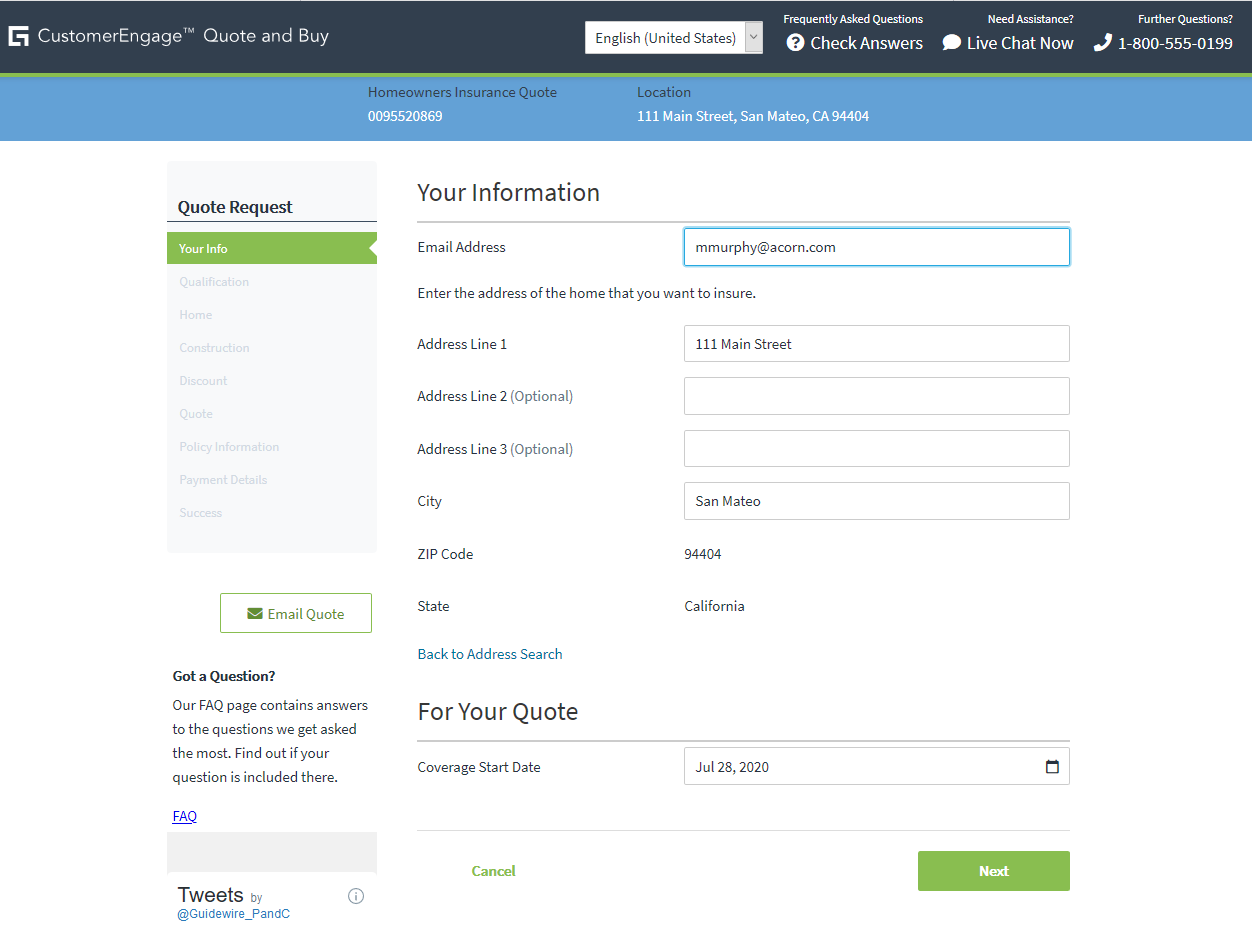 CustomerEngage™ Quote and Buy
English (United States)
Frequently Asked Questions
Check Answers
Need Assistance?
Live Chat Now
Further Questions?
1-800-555-0199
Homeowners Insurance Quote
0095520869
Location
111 Main Street, San Mateo, CA 94404
Quote Request
Your Info
Qualification
Home
Construction
Discount
Quote
Policy Information
Payment Details
Success
Email Quote
Got a Question?
Our FAQ page contains answers
to the questions we get asked
the most. Find out if your
question is included there.
FAQ
Tweets by
@Guidewire_PandC
Your Information
Email Address mmurphy@acorn.com
Enter the address of the home that you want to insure.
Address Line 1 111 Main Street
Address Line 2 (Optional)
Address Line 3 (Optional)
City San Mateo
ZIP Code 94404
State California
Back to Address Search
For Your Quote
Coverage Start Date Jul 28, 2020
Cancel Next